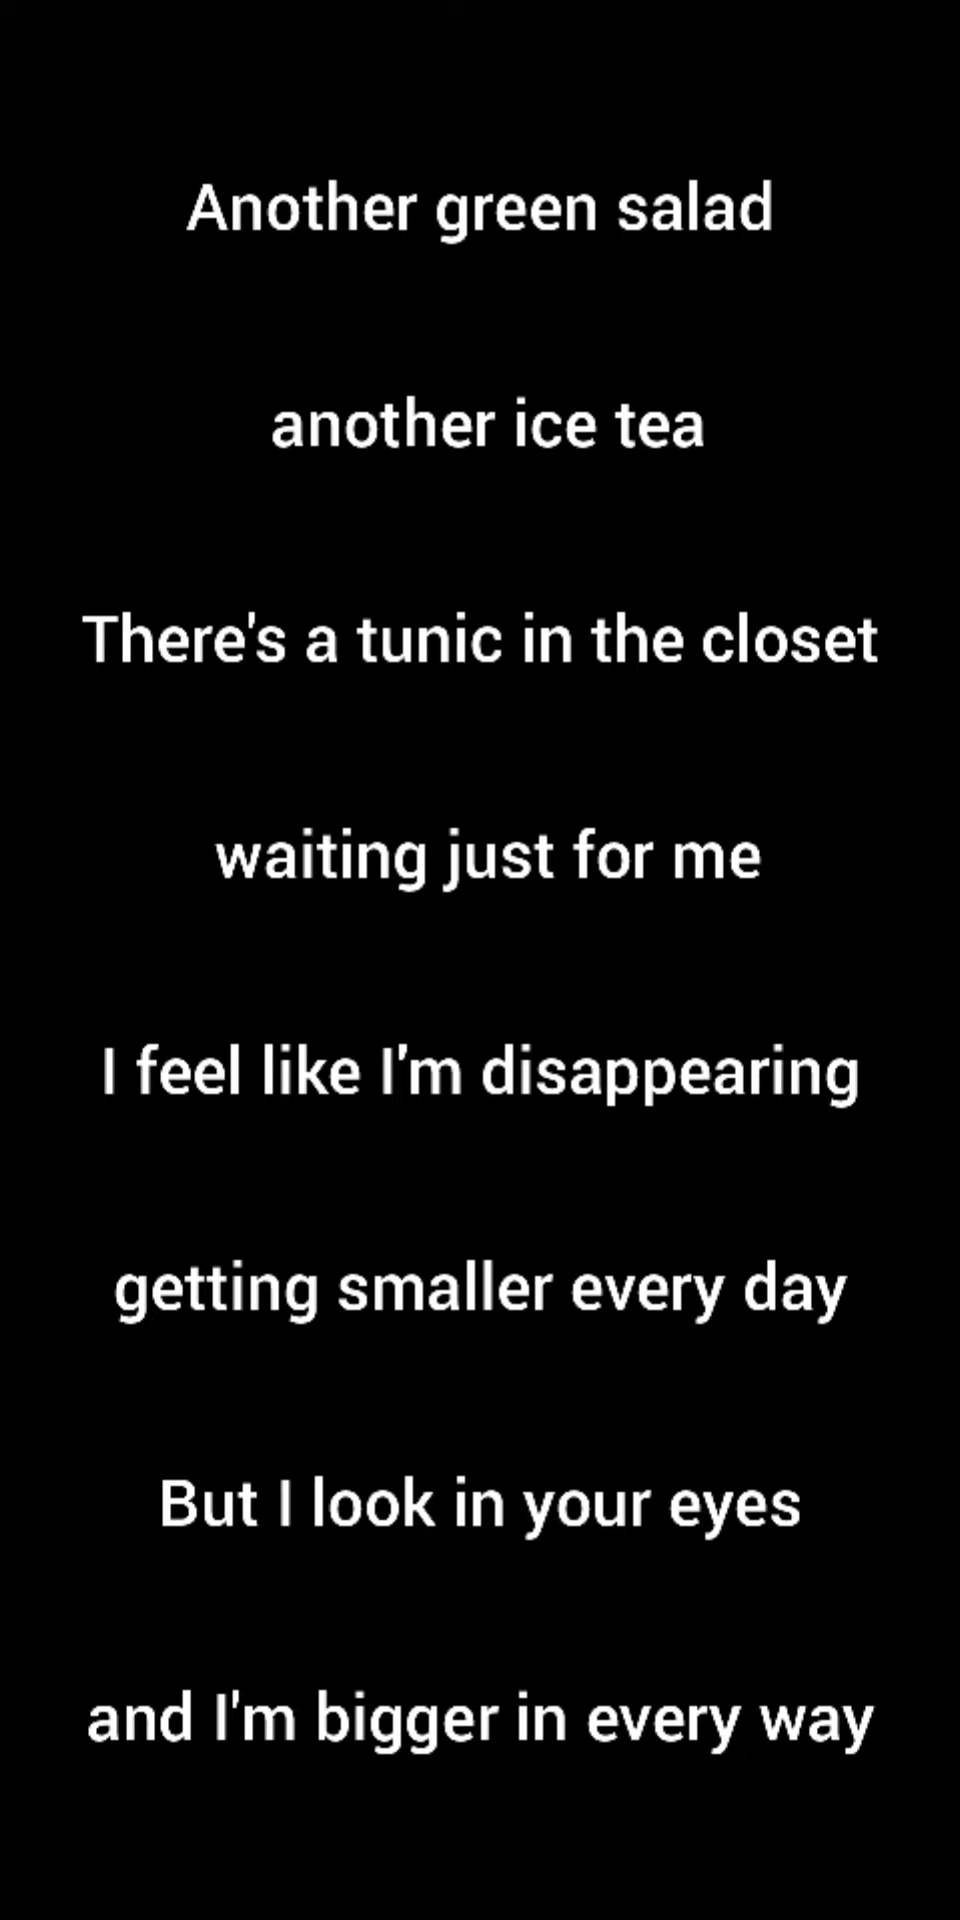 Another green salad
another ice tea
There's a tunic in the closet
waiting just for me
I feel like I'm disappearing
getting smaller every day
But I look in your eyes
and I'm bigger in every way